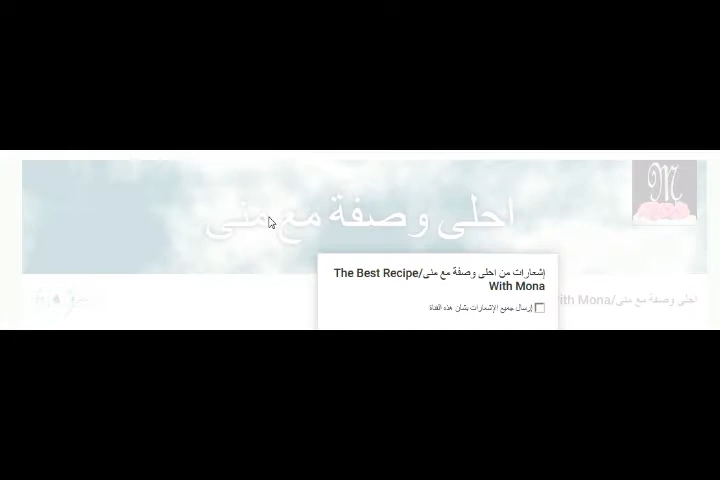 احلى وصفة مع منى
M
إشعارات من احلى وصفة مع منى/The Best Recipe
With Mona
إرسال جميع الإشعارات بشأن هذه القناة
احلى وصفة مع منى/ith Mona